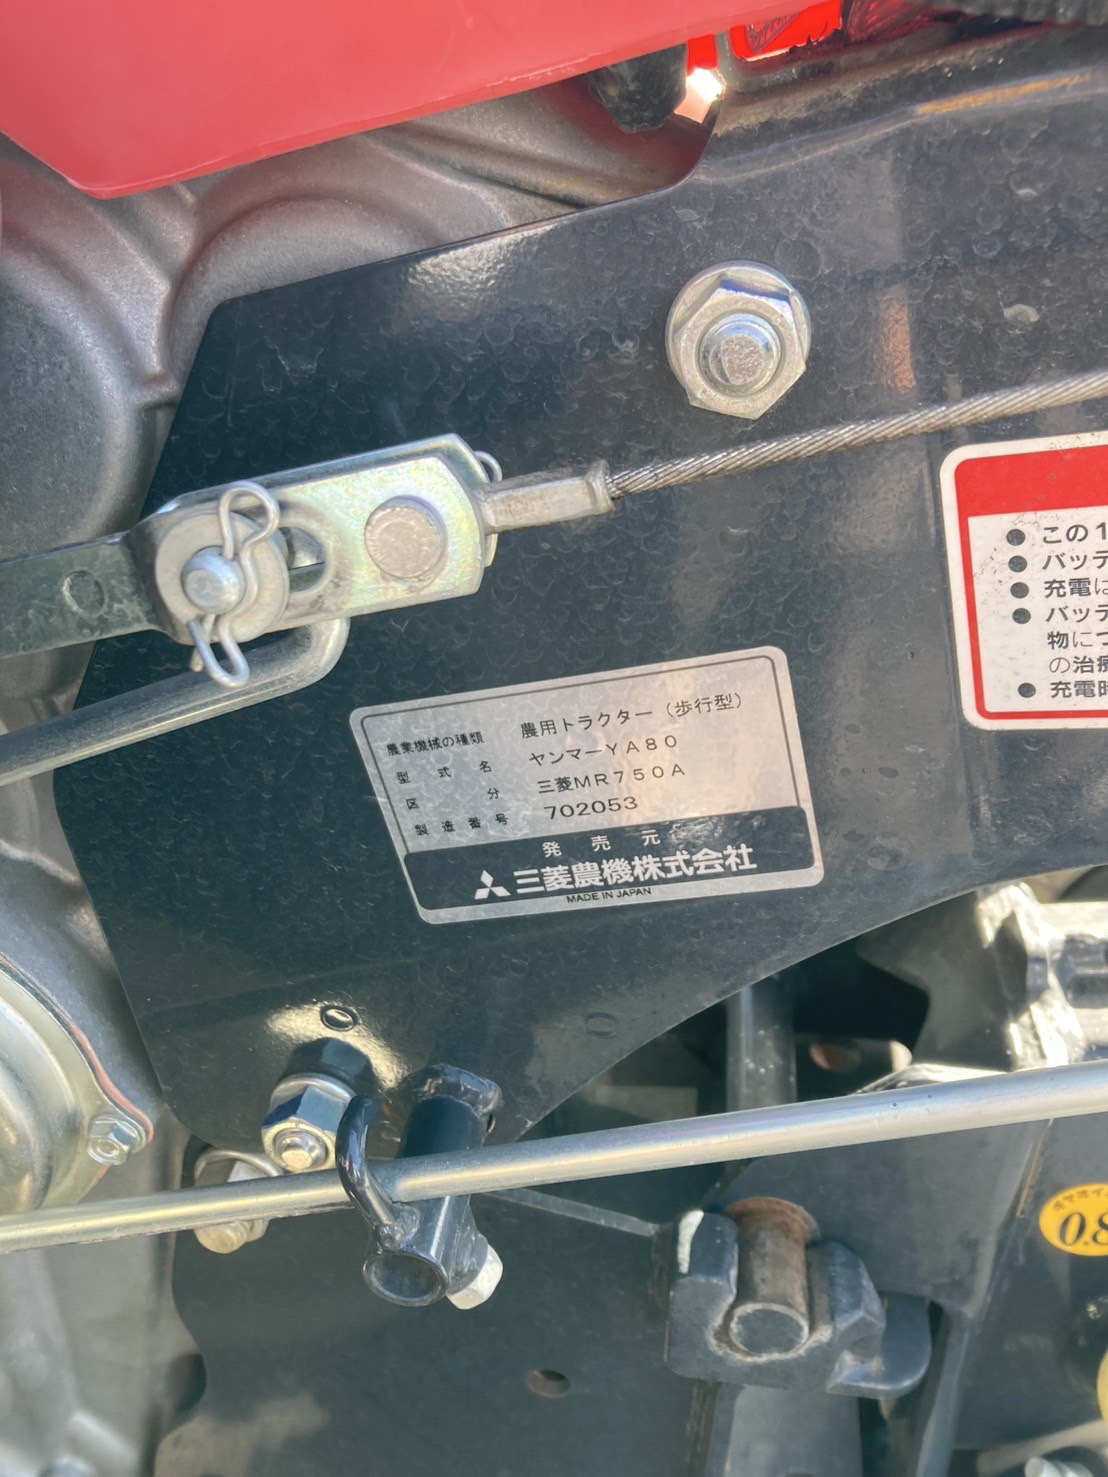 農業機械の種類 農用トラクター（歩行型）
型式名 ヤンマーYA80
区分 三菱MR750A
製造番号 702053
発売元
三菱農機株式会社
MADE IN JAPAN
● この1
● バッテ
● 充電は
● バッテ
物につ
の治療
● 充電時
0.8